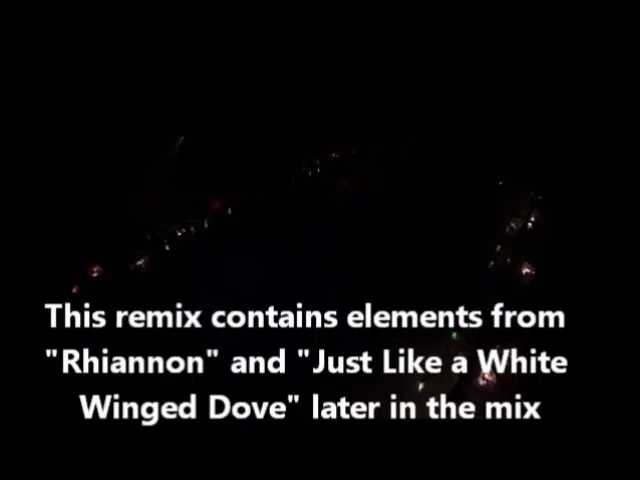 This remix contains elements from
"Rhiannon" and "Just Like a White
Winged Dove" later in the mix